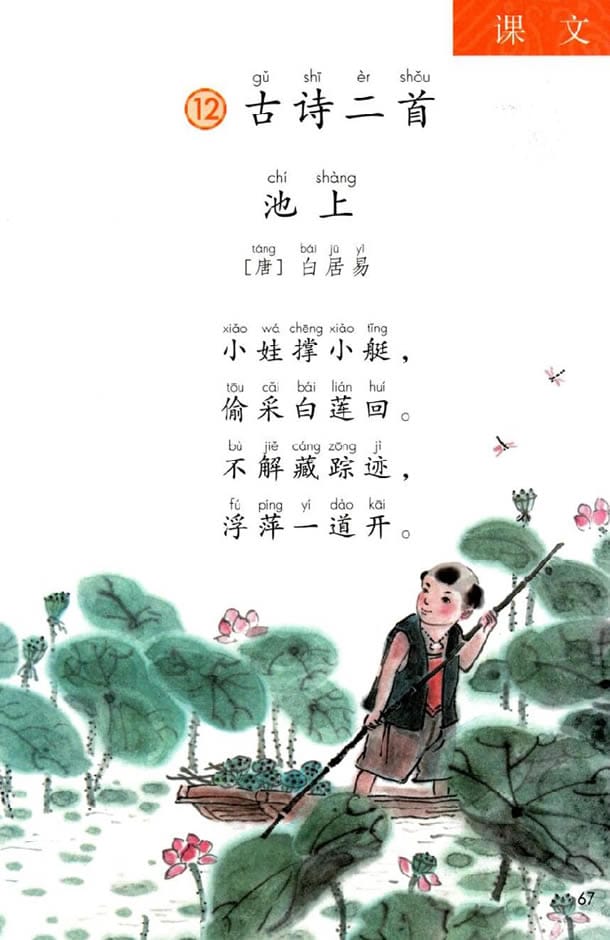 课文
gǔ shī èr shǒu
12 古诗二首
chí shàng
池上
táng bái jū yì
[唐] 白居易
xiǎo wá chēng xiǎo tǐng
小娃撑小艇，
tōu cǎi bái lián huí
偷采白莲回。
bù jiě cáng zōng jì
不解藏踪迹，
fú píng yí dào kāi
浮萍一道开。
67